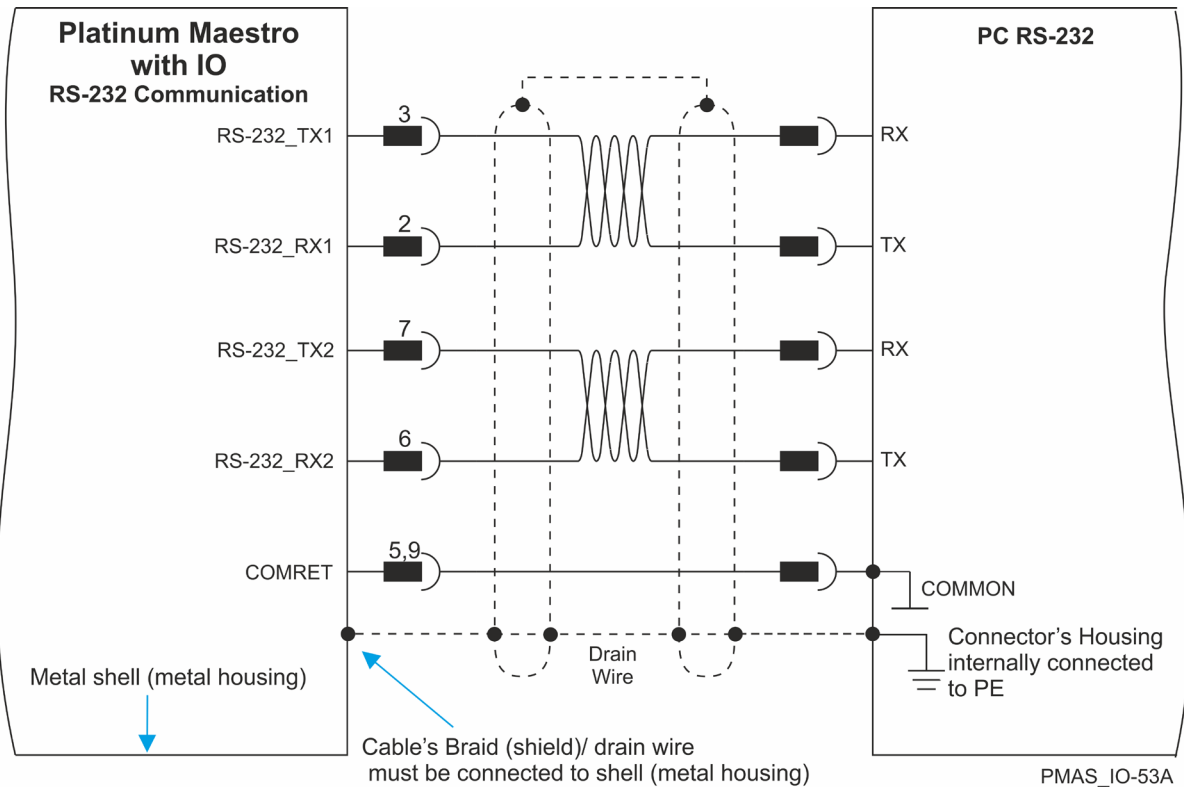 Platinum Maestro
with IO
RS-232 Communication
PC RS-232
RS-232_TX1
3
RX
RS-232_RX1
2
TX
RS-232_TX2
7
RX
RS-232_RX2
6
TX
COMRET
5,9
COMMON
Drain
Wire
Connector's Housing
internally connected
to PE
Metal shell (metal housing)
Cable's Braid (shield)/ drain wire
must be connected to shell (metal housing)
PMAS_IO-53A